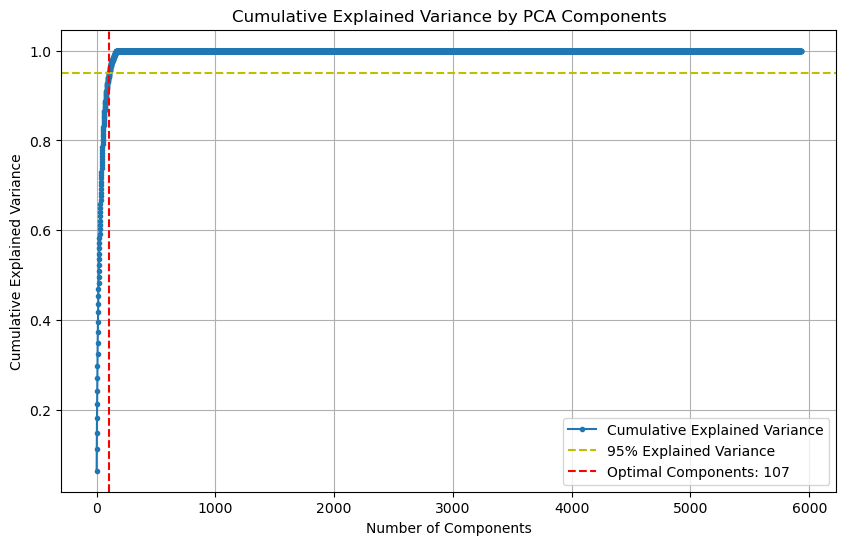 Cumulative Explained Variance by PCA Components
Cumulative Explained Variance
1.0
0.8
0.6
0.4
0.2
0 1000 2000 3000 4000 5000 6000
Number of Components
Cumulative Explained Variance
95% Explained Variance
Optimal Components: 107